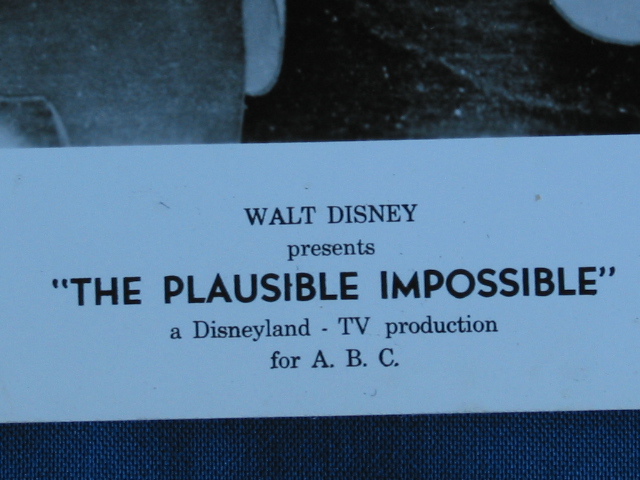 WALT DISNEY
presents
"THE PLAUSIBLE IMPOSSIBLE"
a Disneyland - TV production
for A. B. C.